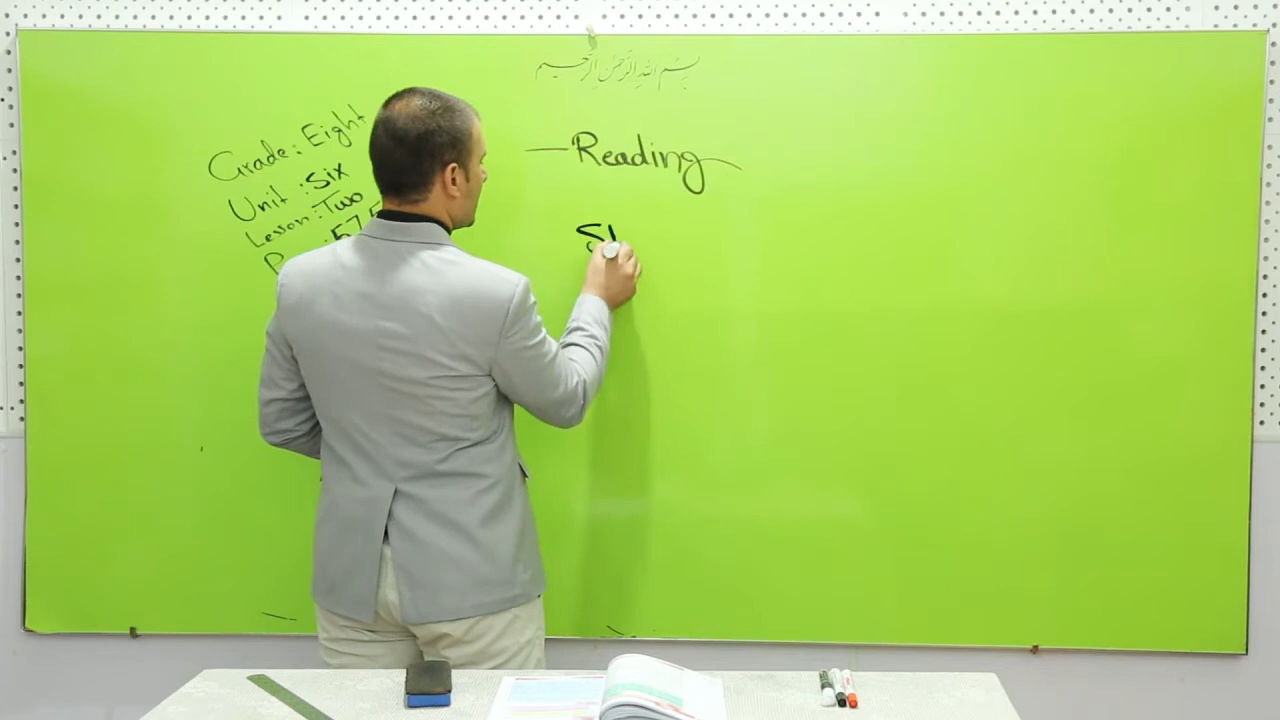 بسم الله الرحمن الرحيم
Grade: Eight
Unit: Six
Lesson: Two
Reading